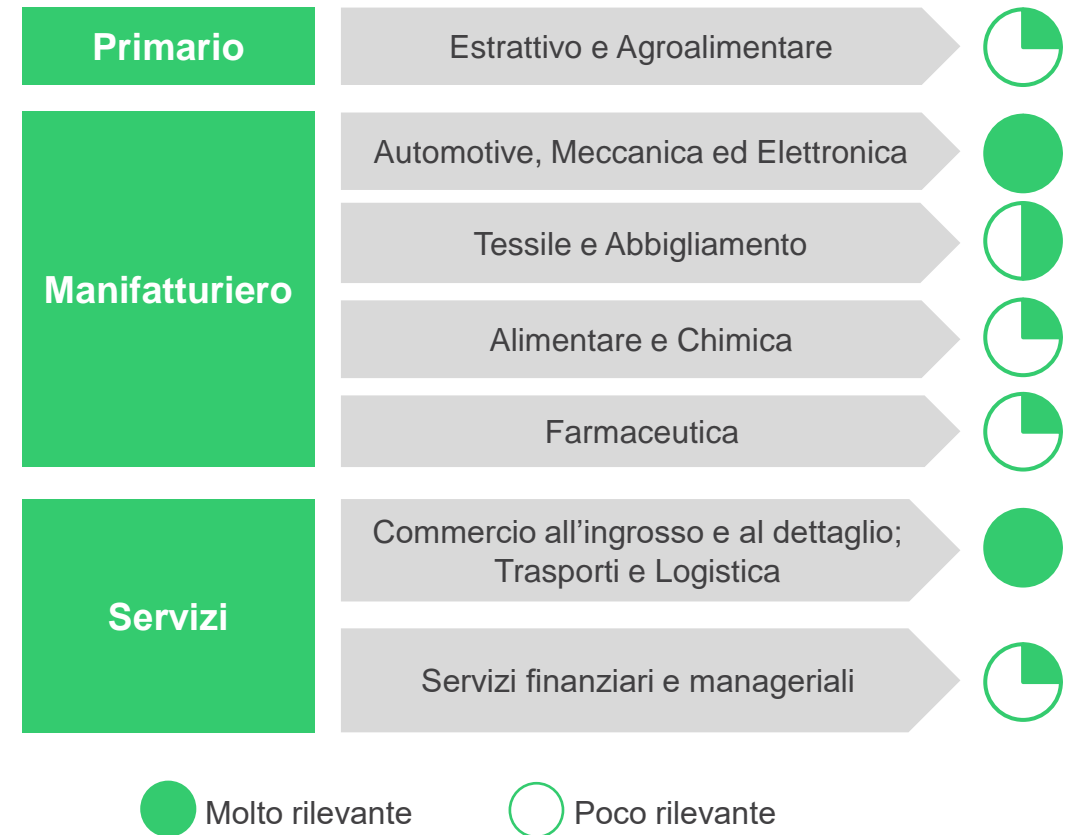 Primario
Estrattivo e Agroalimentare
Manifatturiero
Automotive, Meccanica ed Elettronica
Tessile e Abbigliamento
Alimentare e Chimica
Farmaceutica
Servizi
Commercio all’ingrosso e al dettaglio;
Trasporti e Logistica
Servizi finanziari e manageriali
Molto rilevante
Poco rilevante